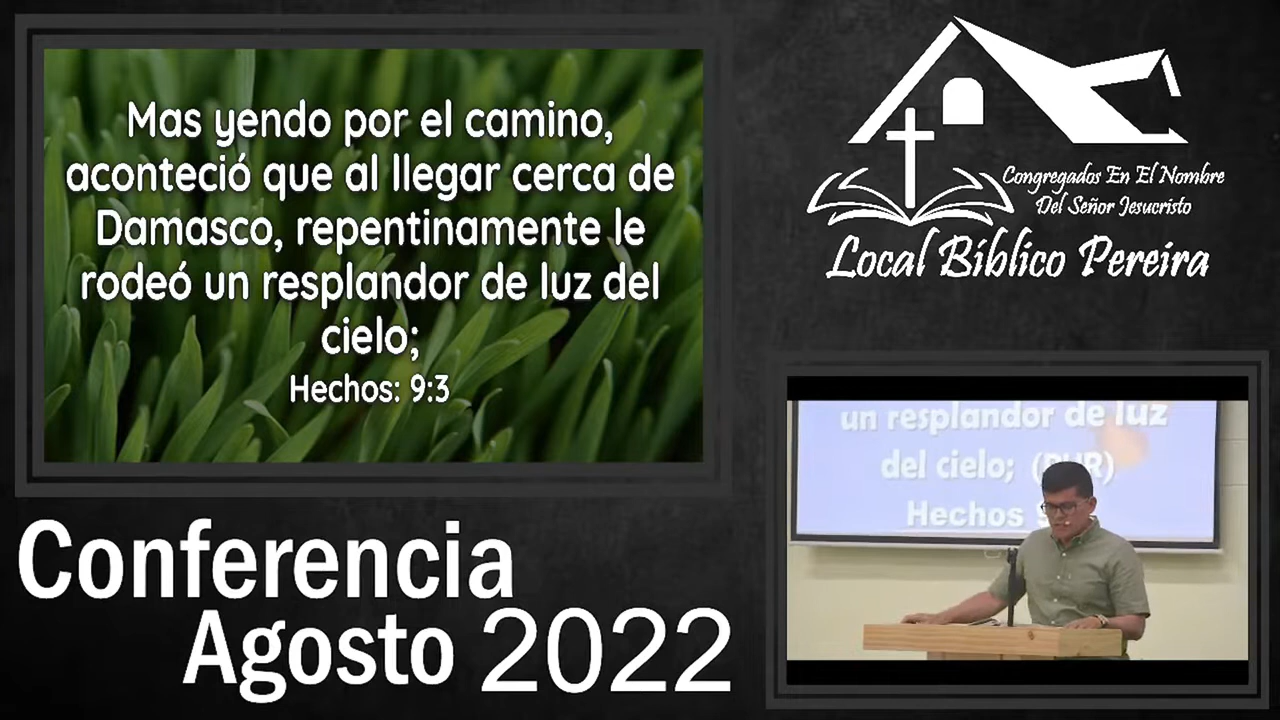 Mas yendo por el camino,
aconteció que al llegar cerca de
Damasco, repentinamente le
rodeó un resplandor de luz del
cielo;
Hechos: 9:3
Congregados En El Nombre
Del Señor Jesucristo
Local Bíblico Pereira
un resplandor de luz
del cielo;
Hechos
Conferencia
Agosto 2022